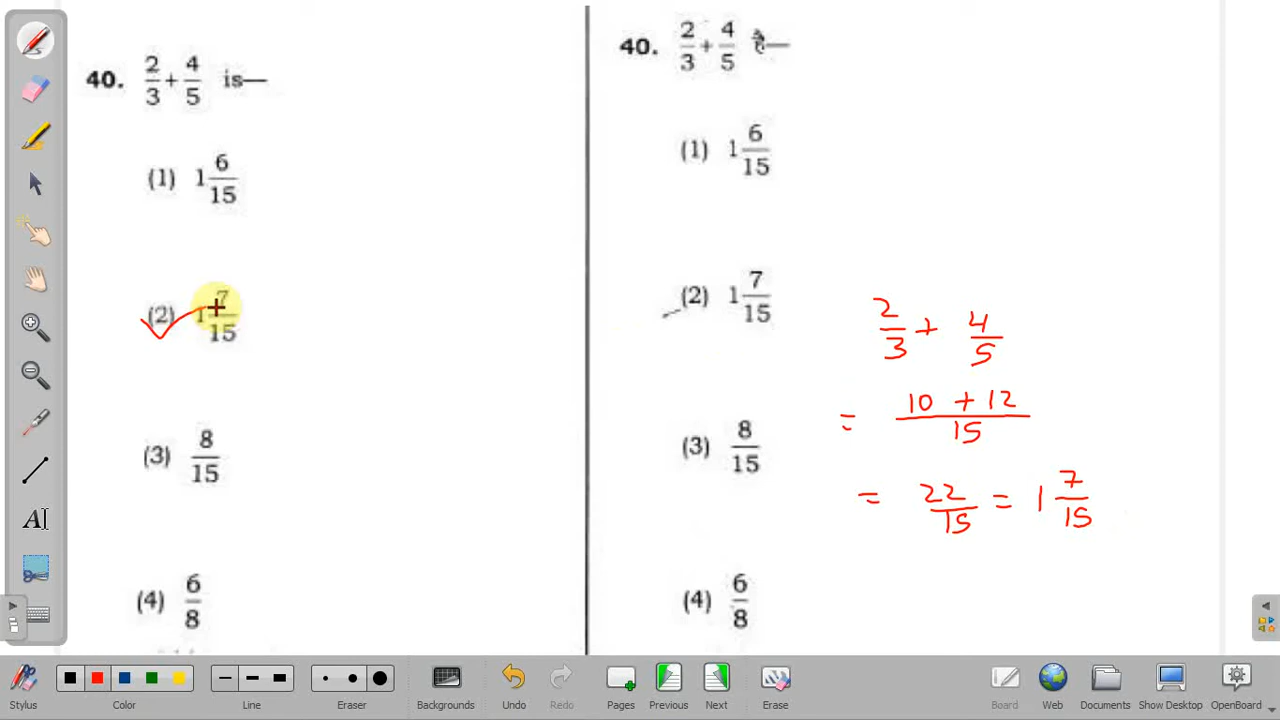 40. 2/3 + 4/5 is—
(1) 1 6/15
(2) 1 7/15
(3) 8/15
(4) 6/8
40. 2/3 + 4/5 है—
(1) 1 6/15
(2) 1 7/15
(3) 8/15
(4) 6/8
2/3 + 4/5
= 10 + 12/15
= 22/15 = 1 7/15
Stylus Color Line Eraser Backgrounds Undo Redo Pages Previous Next Erase Board Web Documents Show Desktop OpenBoard